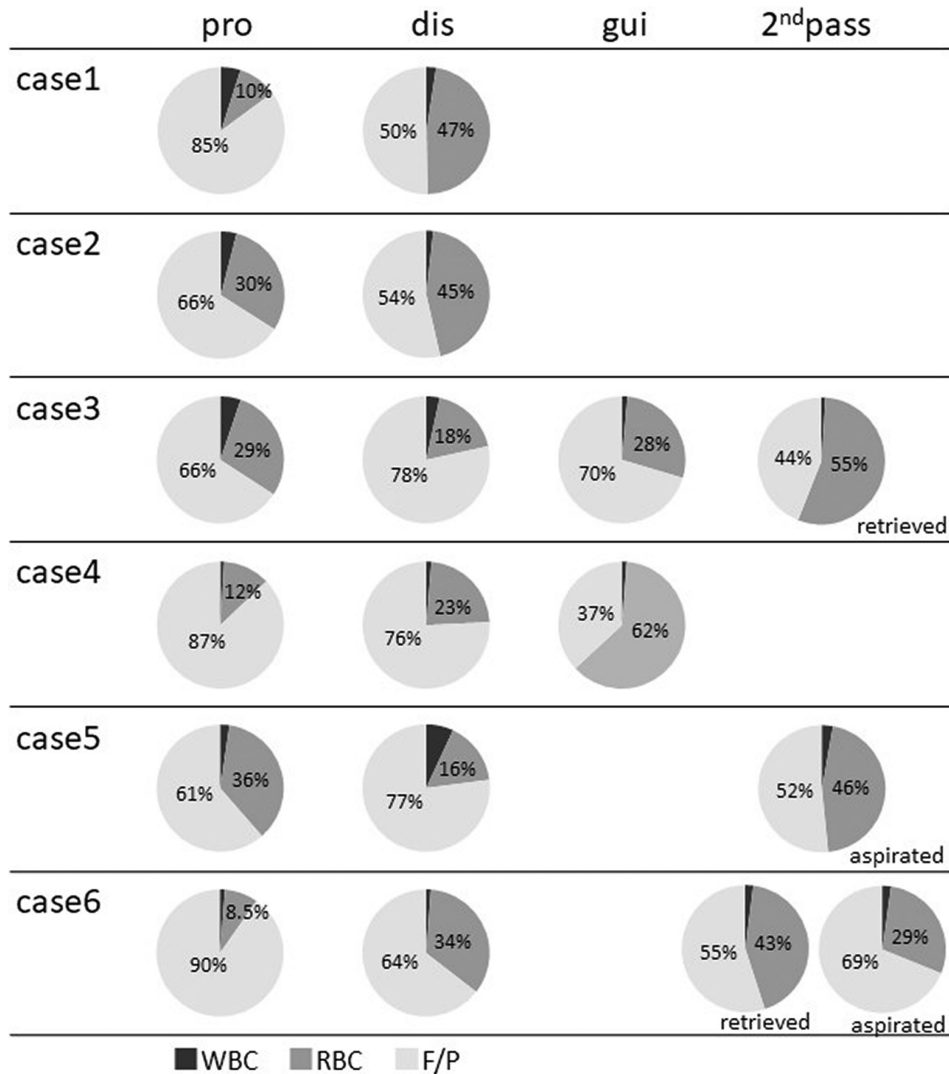 pro dis gui 2ndpass
case1
10%
85%
50% 47%
case2
66% 30%
54% 45%
case3
66% 29%
78% 18%
70% 28%
44% 55%
retrieved
case4
12%
87%
76% 23%
37% 62%
case5
61% 36%
77% 16%
52% 46%
aspirated
case6
8.5%
90%
64% 34%
55% 43%
retrieved
69% 29%
aspirated
WBC RBC F/P